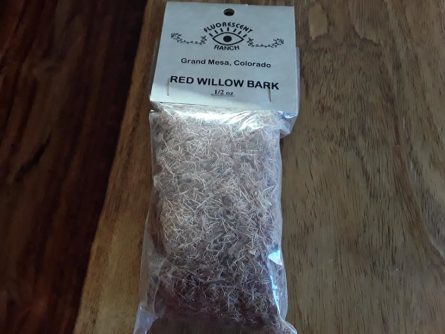 FLUORESCENT
RANCH
Grand Mesa, Colorado
RED WILLOW BARK
1/2 oz